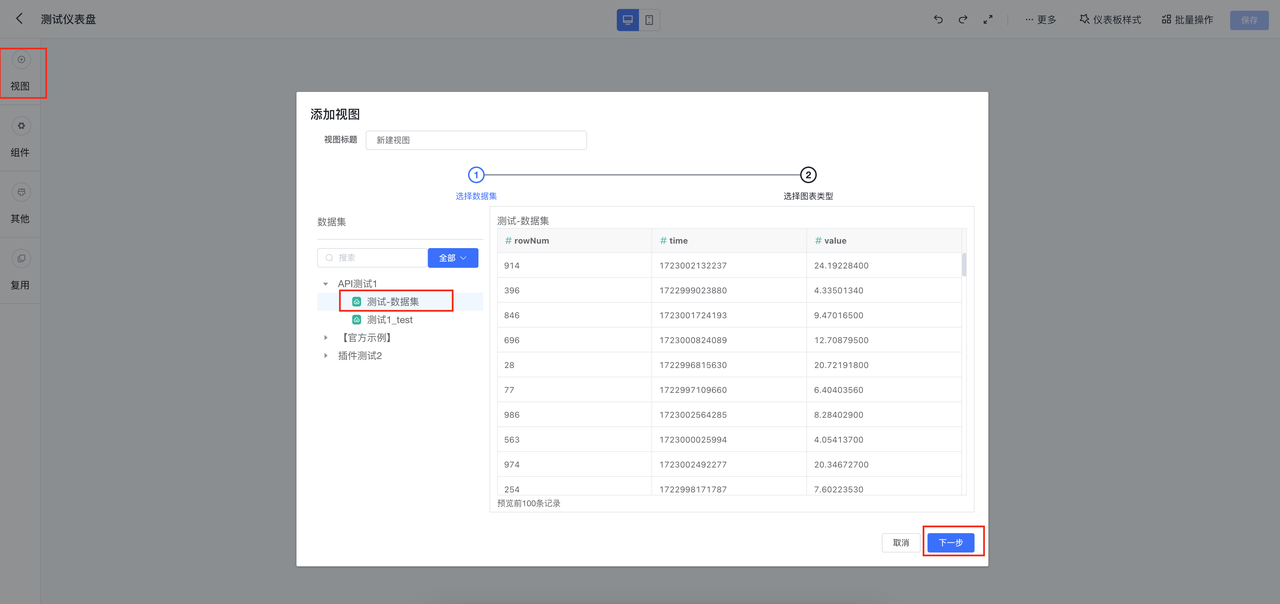 测试仪表盘
··· 更多
仪表板样式
批量操作
保存
视图
组件
其他
复用
添加视图
视图标题
新建视图
1
2
选择数据集
选择图表类型
数据集
搜索
全部
API测试1
测试-数据集
测试1_test
【官方示例】
插件测试2
测试-数据集
# rowNum # time # value
914 1723002132237 24.19228400
396 1722999023880 4.33501340
846 1723001724193 9.47016500
696 1723000824089 12.70879500
28 1722996815630 20.72191800
77 1722997109660 6.40403560
986 1723002564285 8.28402900
563 1723000025994 4.05413700
974 1723002492277 20.34672700
254 1722998171787 7.60223530
预览前100条记录
取消
下一步